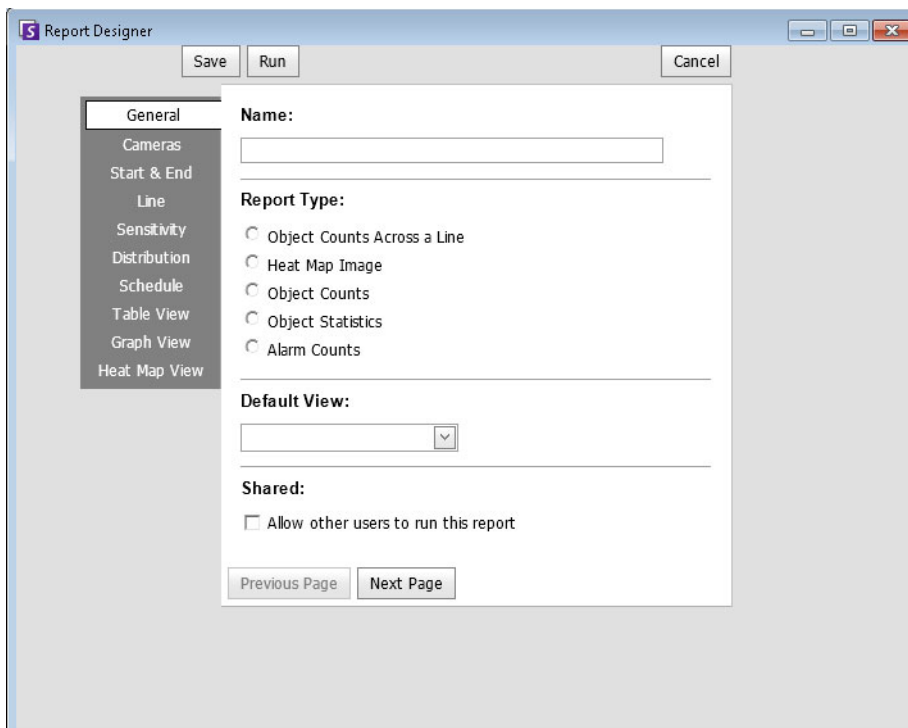 Report Designer
Save
Run
Cancel
General
Cameras
Start & End
Line
Sensitivity
Distribution
Schedule
Table View
Graph View
Heat Map View
Name:
Report Type:
Object Counts Across a Line
Heat Map Image
Object Counts
Object Statistics
Alarm Counts
Default View:
Shared:
Allow other users to run this report
Previous Page
Next Page